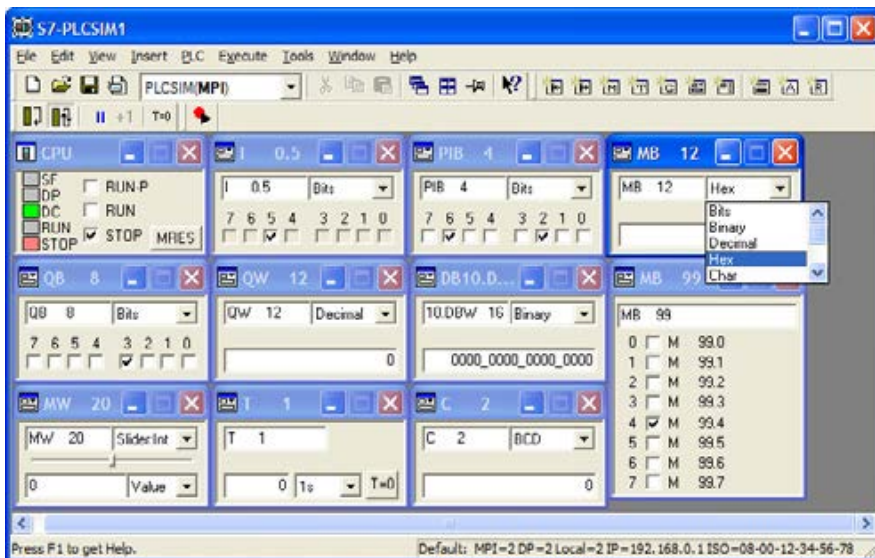 S7-PLCSIM1
File Edit View Insert PLC Execute Tools Window Help
PLCSIM(MPI)
+1 T=0
CPU
SF
DP
DC
RUN
STOP
RUN-P
RUN
STOP
MRES
I 0.5
I 0.5 Bits
7 6 5 4 3 2 1 0
PIB 4
PIB 4 Bits
7 6 5 4 3 2 1 0
MB 12
MB 12 Hex
Bits
Binary
Decimal
Hex
Char
QB 8
QB 8 Bits
7 6 5 4 3 2 1 0
QW 12
QW 12 Decimal
0
DB10.D...
10.DBW 16 Binary
0000_0000_0000_0000
MB 99
MB 99
0 M 99.0
1 M 99.1
2 M 99.2
3 M 99.3
4 M 99.4
5 M 99.5
6 M 99.6
7 M 99.7
MW 20
MW 20 Slider:Int
0 Value
T 1
T 1
0 1s T=0
C 2
C 2 BCD
0
Press F1 to get Help.
Default: MPI=2 DP=2 Local=2 IP=192.168.0.1 ISO=08-00-12-34-56-78